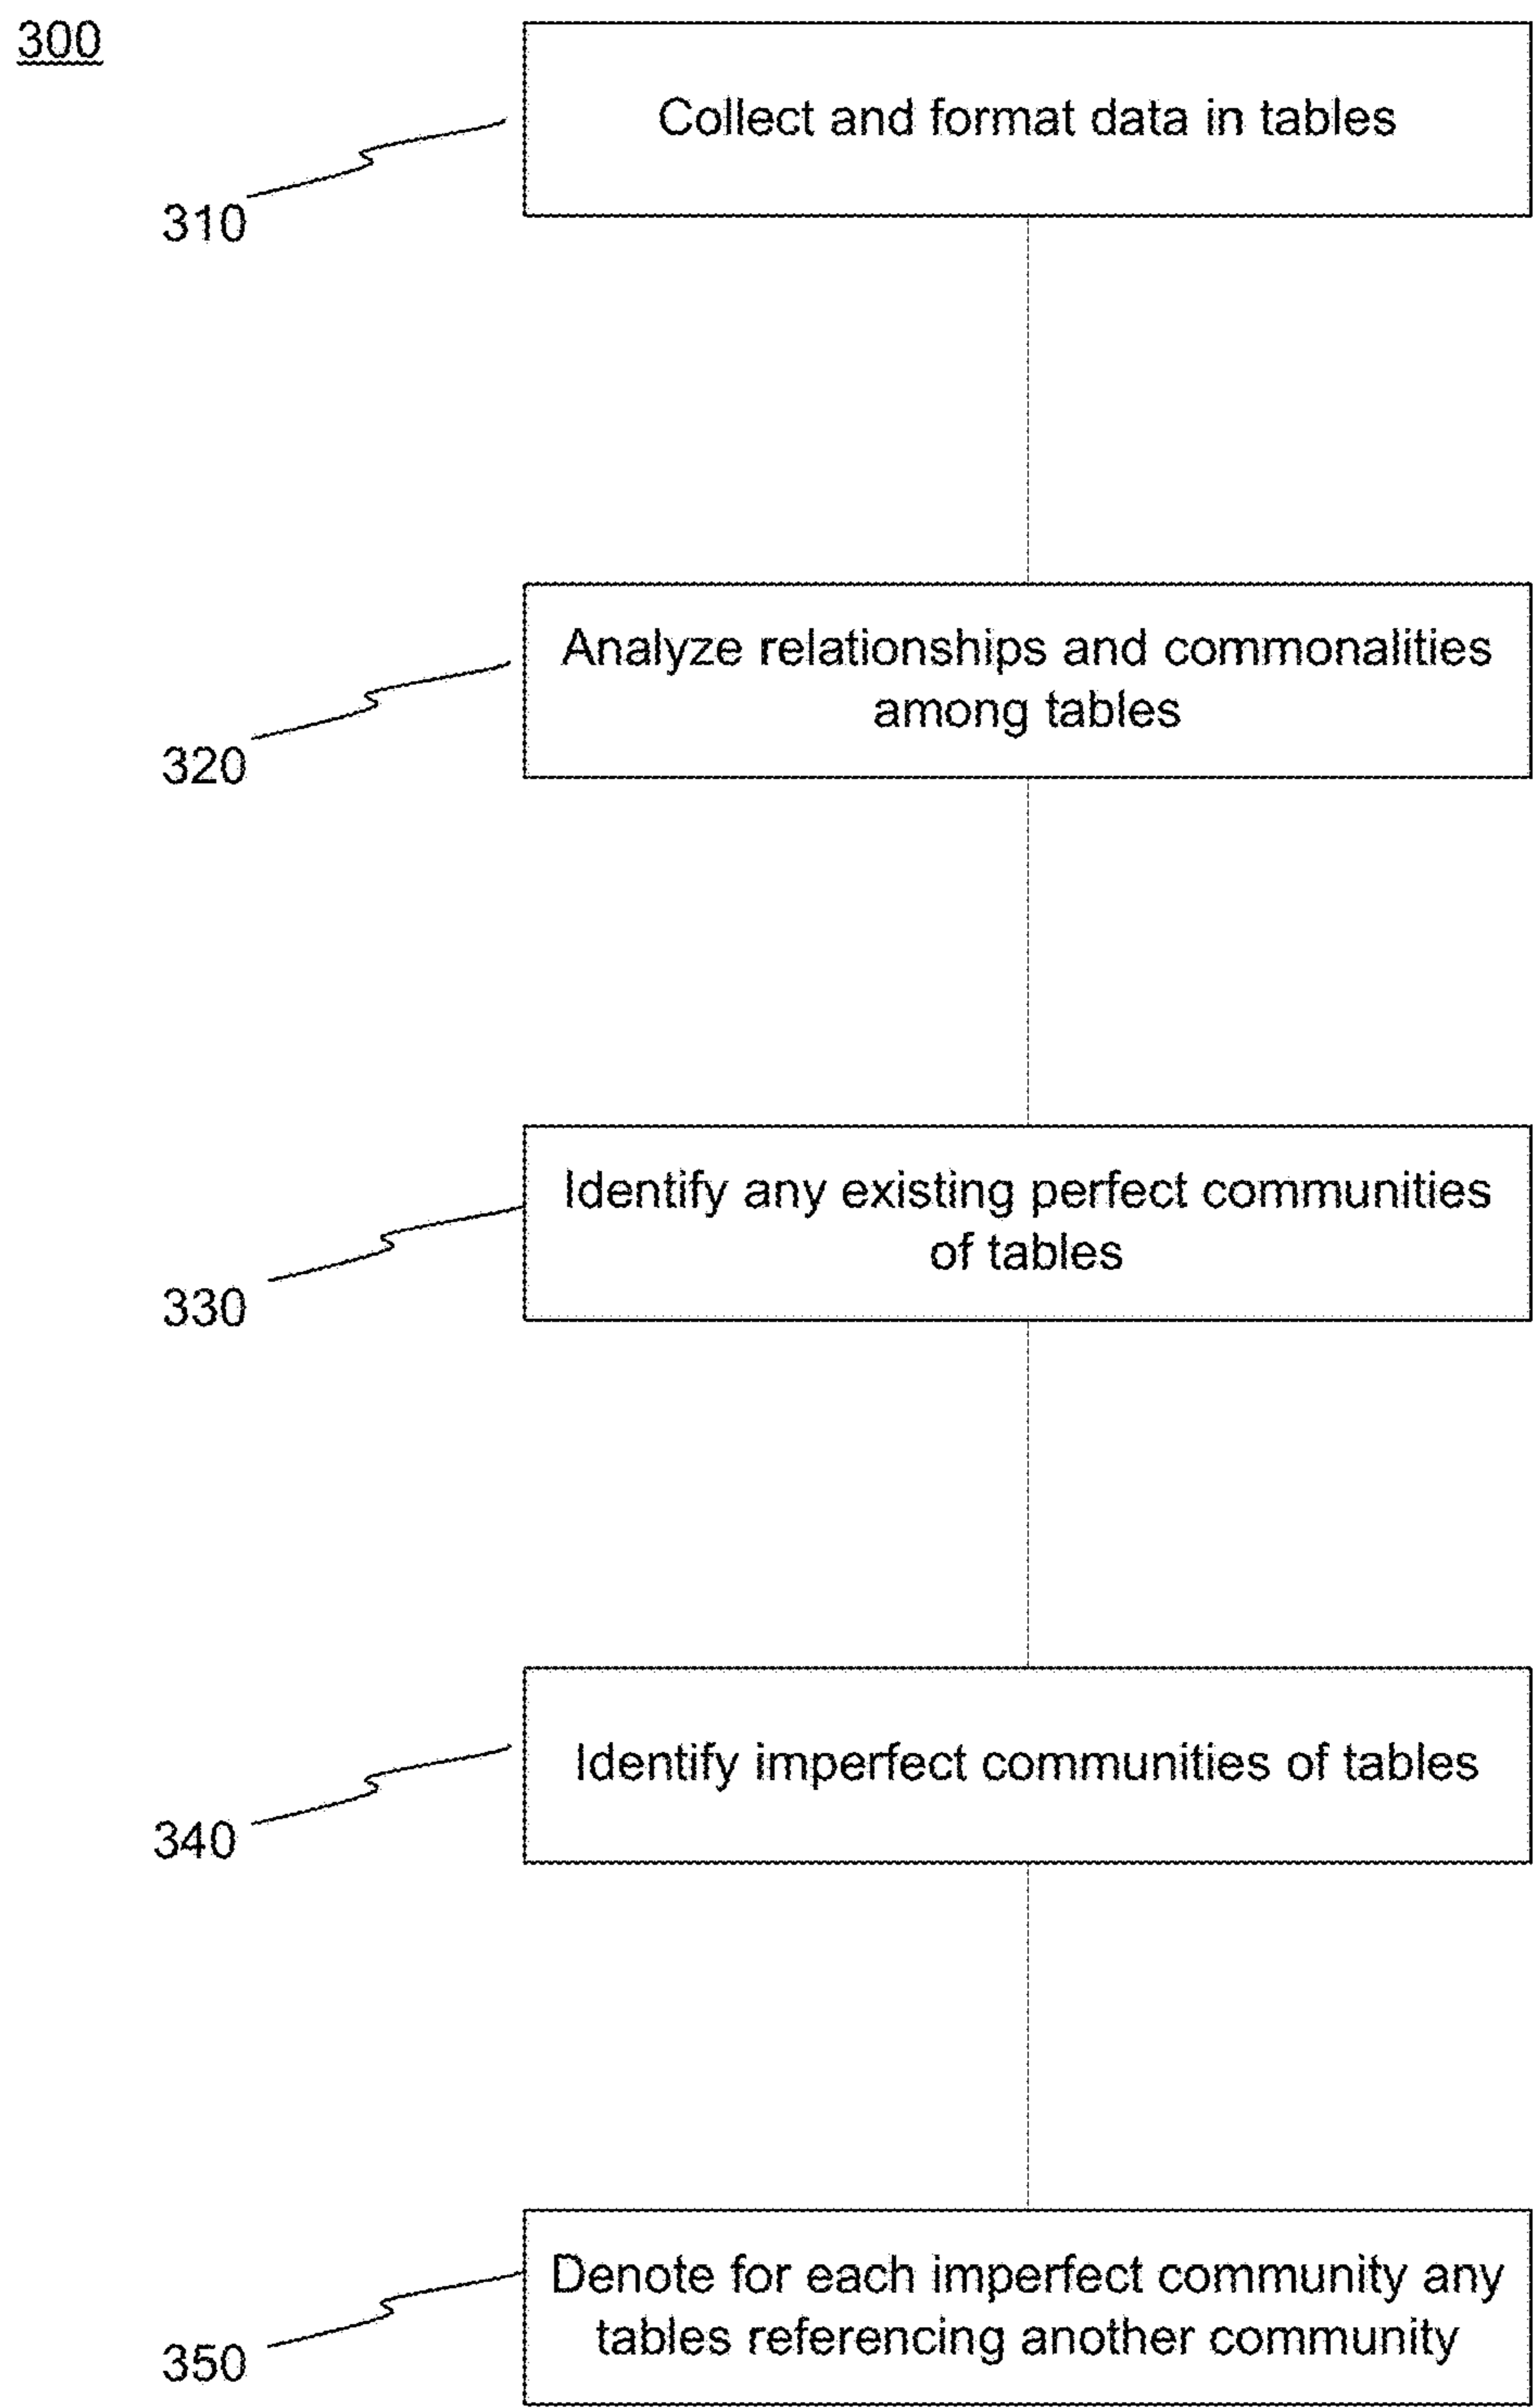 300
Collect and format data in tables
310
Analyze relationships and commonalities
among tables
320
Identify any existing perfect communities
of tables
330
Identify imperfect communities of tables
340
Denote for each imperfect community any
tables referencing another community
350